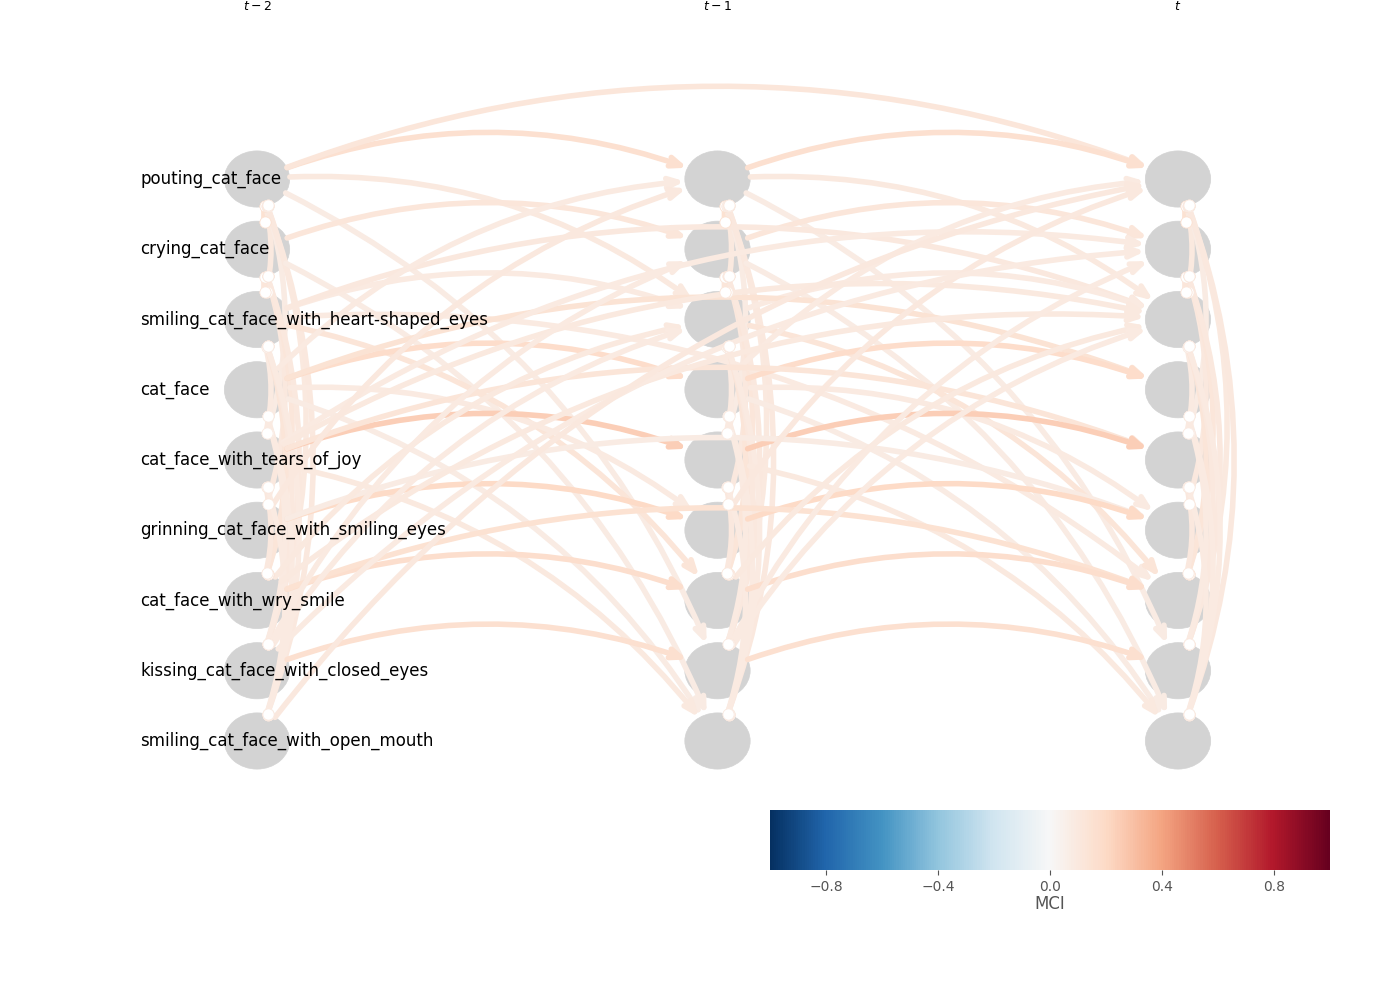 t − 2 t − 1 t
pouting_cat_face
crying_cat_face
smiling_cat_face_with_heart-shaped_eyes
cat_face
cat_face_with_tears_of_joy
grinning_cat_face_with_smiling_eyes
cat_face_with_wry_smile
kissing_cat_face_with_closed_eyes
smiling_cat_face_with_open_mouth
−0.8 −0.4 0.0 0.4 0.8
MCI